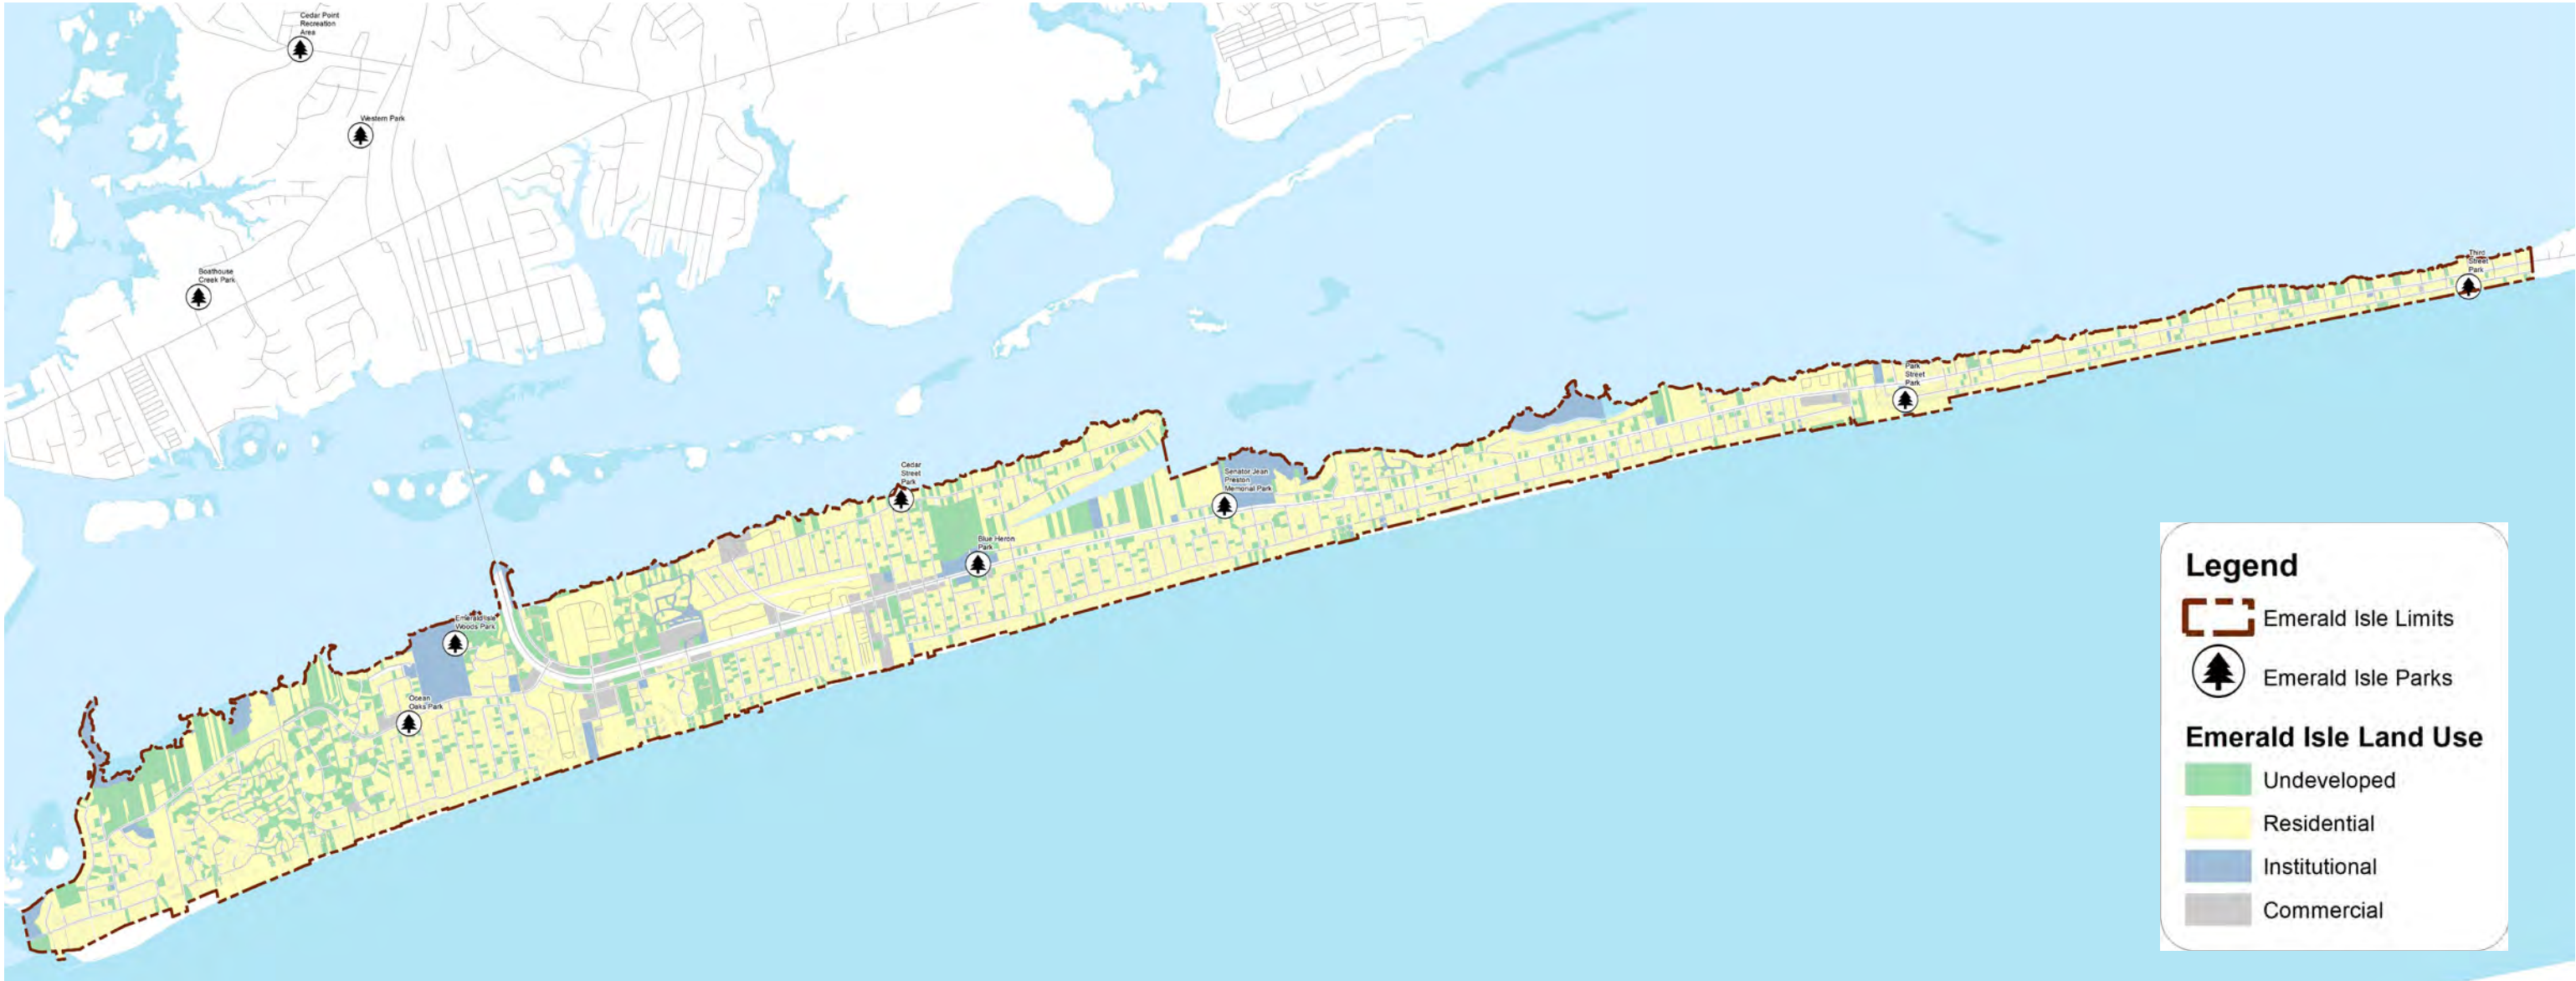 Cedar Point
Recreation
Area
Western Park
Boathouse
Creek Park
Third
Street
Park
Park
Street
Park
Cedar
Street
Park
Senator Jean
Preston
Memorial Park
Blue Heron
Park
Emerald Isle
Woods Park
Ocean
Oaks Park
Legend
Emerald Isle Limits
Emerald Isle Parks
Emerald Isle Land Use
Undeveloped
Residential
Institutional
Commercial